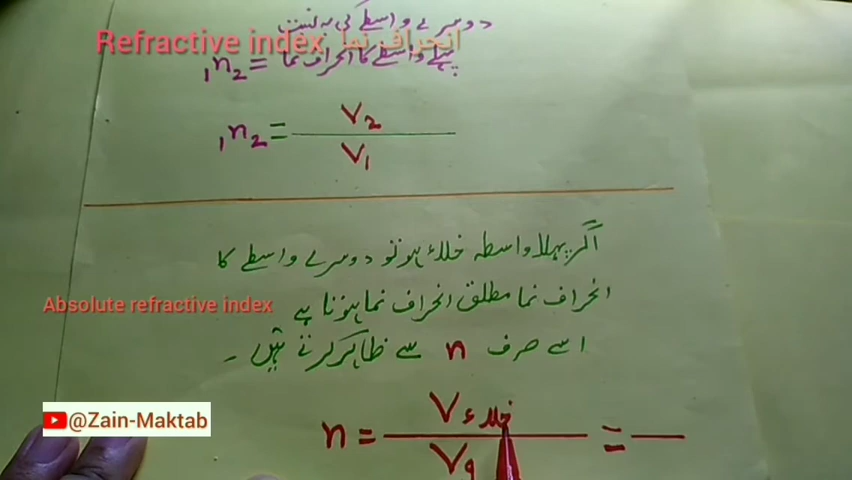 دوسرے واسطے کی بہ نسبت
Refractive index انحراف نما
₁n₂ = پہلے واسطے کا انحراف نما
₁n₂ = V₂ / V₁
اگر پہلا واسطہ خلاء ہو تو دوسرے واسطے کا
انحراف نما مطلق انحراف نما ہوتا ہے
Absolute refractive index
اسے صرف n سے ظاہر کرتے ہیں ۔
@Zain-Maktab
n = V خلاء / V =